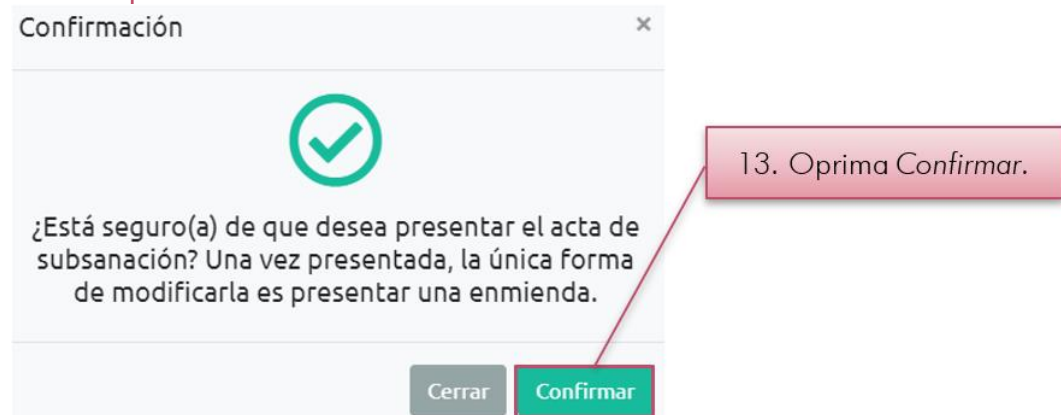 Confirmación ×
¿Está seguro(a) de que desea presentar el acta de
subsanación? Una vez presentada, la única forma
de modificarla es presentar una enmienda.
Cerrar Confirmar
13. Oprima Confirmar.